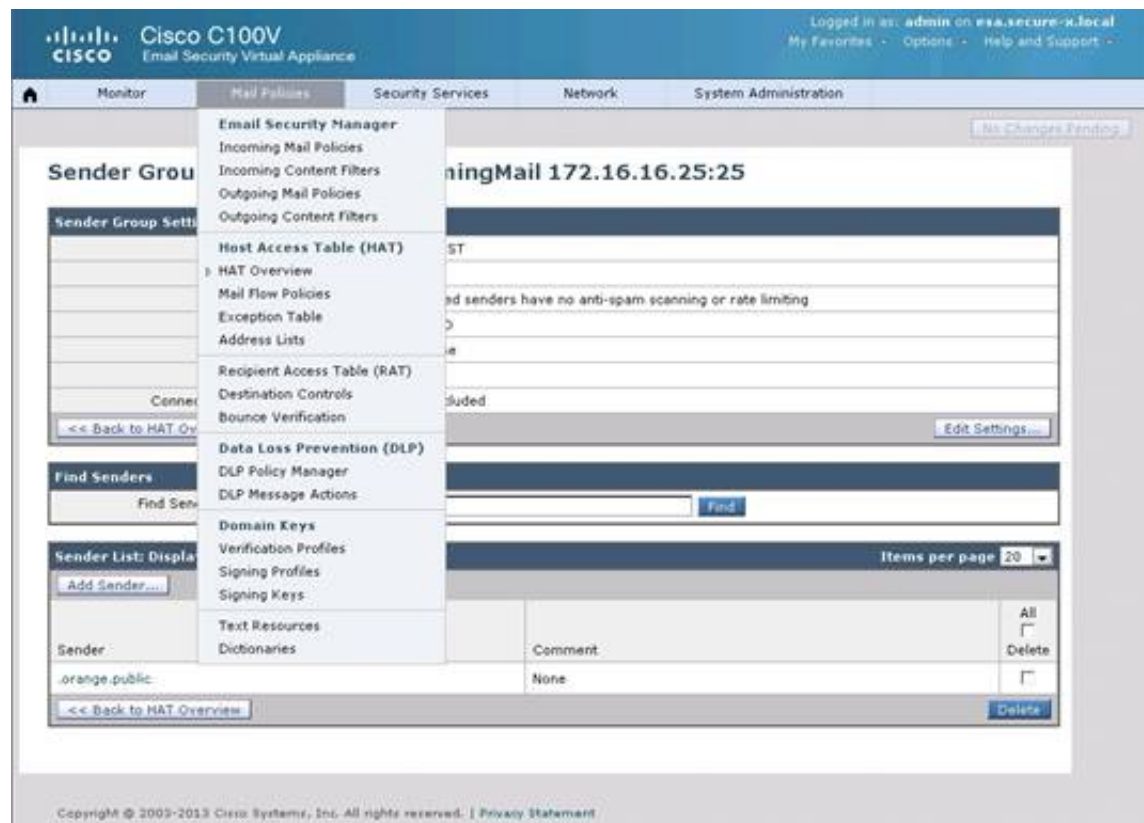 CISCO
Cisco C100V
Email Security Virtual Appliance
Logged in as: admin on esa.secure-x.local
My Favorites Options Help and Support
Monitor Mail Policies Security Services Network System Administration
No Changes Pending
Email Security Manager
Incoming Mail Policies
Incoming Content Filters
Outgoing Mail Policies
Outgoing Content Filters
Host Access Table (HAT)
HAT Overview
Mail Flow Policies
Exception Table
Address Lists
Recipient Access Table (RAT)
Destination Controls
Bounce Verification
Data Loss Prevention (DLP)
DLP Policy Manager
DLP Message Actions
Domain Keys
Verification Profiles
Signing Profiles
Signing Keys
Text Resources
Dictionaries
Sender Grou ingMail 172.16.16.25:25
Sender Group Setti
ST
ed senders have no anti-spam scanning or rate limiting
Connec cluded
<< Back to HAT Ov Edit Settings...
Find Senders
Find Sen Find
Sender List: Displa Items per page 20
Add Sender...
Sender Comment All Delete
.orange.public None
<< Back to HAT Overview Delete
Copyright © 2003-2013 Cisco Systems, Inc. All rights reserved. | Privacy Statement